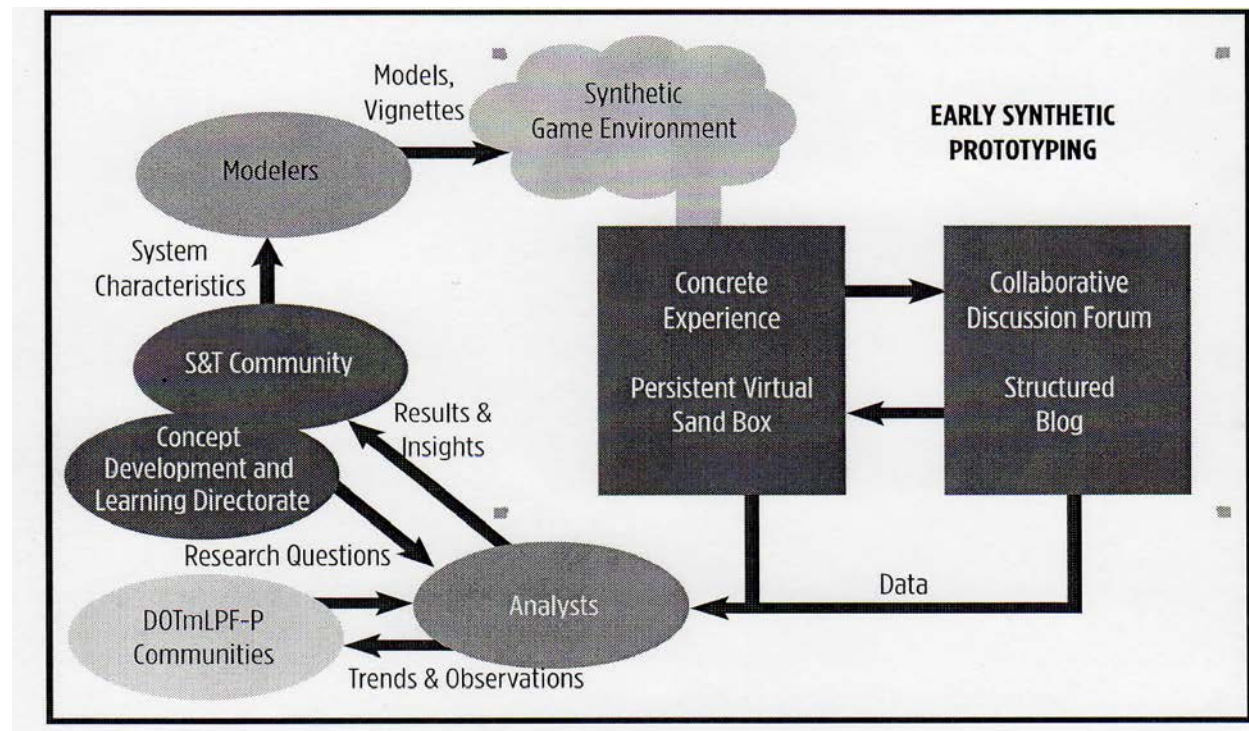 Models,
Vignettes
Synthetic
Game Environment
EARLY SYNTHETIC
PROTOTYPING
Modelers
System
Characteristics
Concrete
Experience
Persistent Virtual
Sand Box
Collaborative
Discussion Forum
Structured
Blog
S&T Community
Results &
Insights
Concept
Development and
Learning Directorate
Research Questions
Analysts
Data
DOTmLPF-P
Communities
Trends & Observations